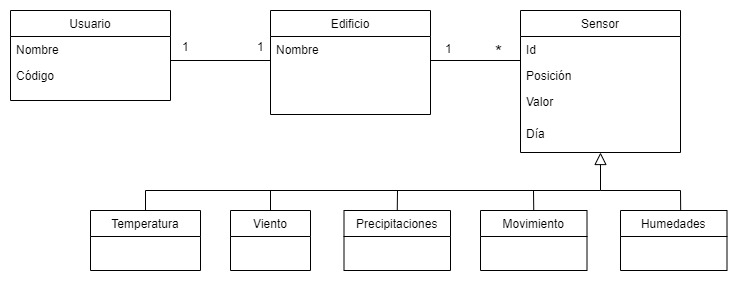 Usuario
Nombre
Código
1
1
Edificio
Nombre
1
*
Sensor
Id
Posición
Valor
Día
Temperatura
Viento
Precipitaciones
Movimiento
Humedades